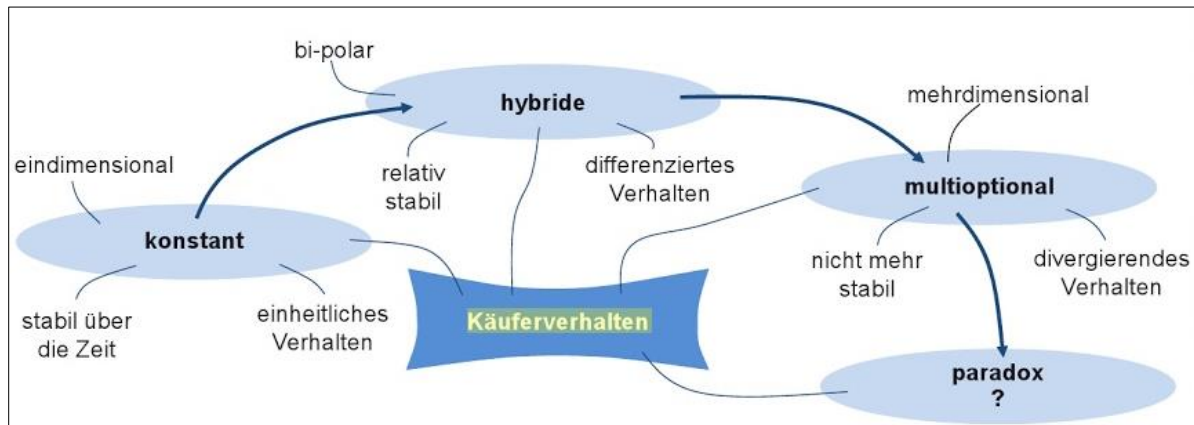 bi-polar
hybride
relativ
stabil
differenziertes
Verhalten
mehrdimensional
multioptional
nicht mehr
stabil
divergierendes
Verhalten
eindimensional
konstant
stabil über
die Zeit
einheitliches
Verhalten
Käuferverhalten
paradox
?